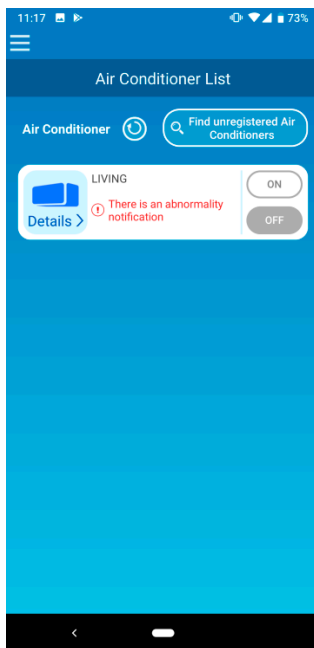 11:17
73%
Air Conditioner List
Air Conditioner
Find unregistered Air
Conditioners
LIVING
There is an abnormality
notification
Details
ON
OFF